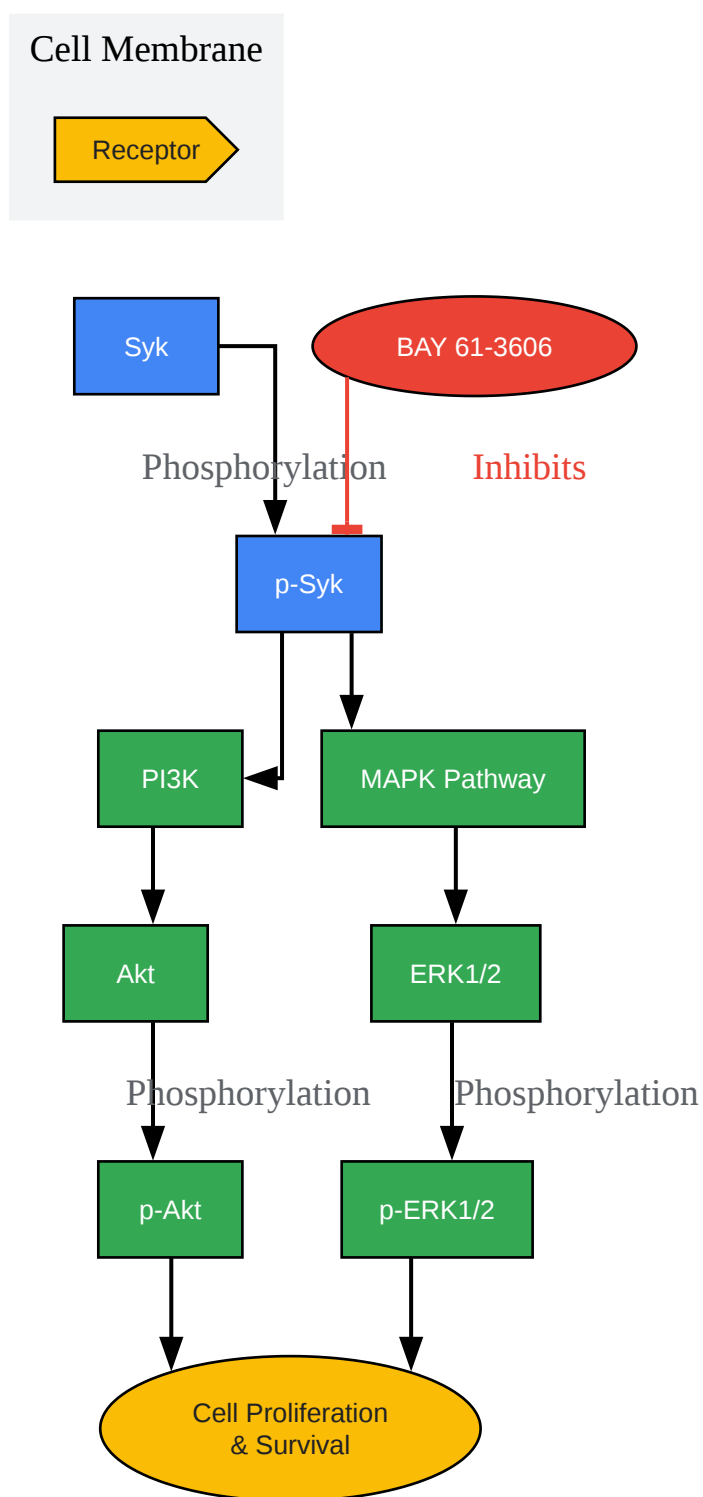 Cell Membrane
Receptor
Syk
BAY 61-3606
Phosphorylation
Inhibits
p-Syk
PI3K
MAPK Pathway
Akt
ERK1/2
Phosphorylation
Phosphorylation
p-Akt
p-ERK1/2
Cell Proliferation
& Survival